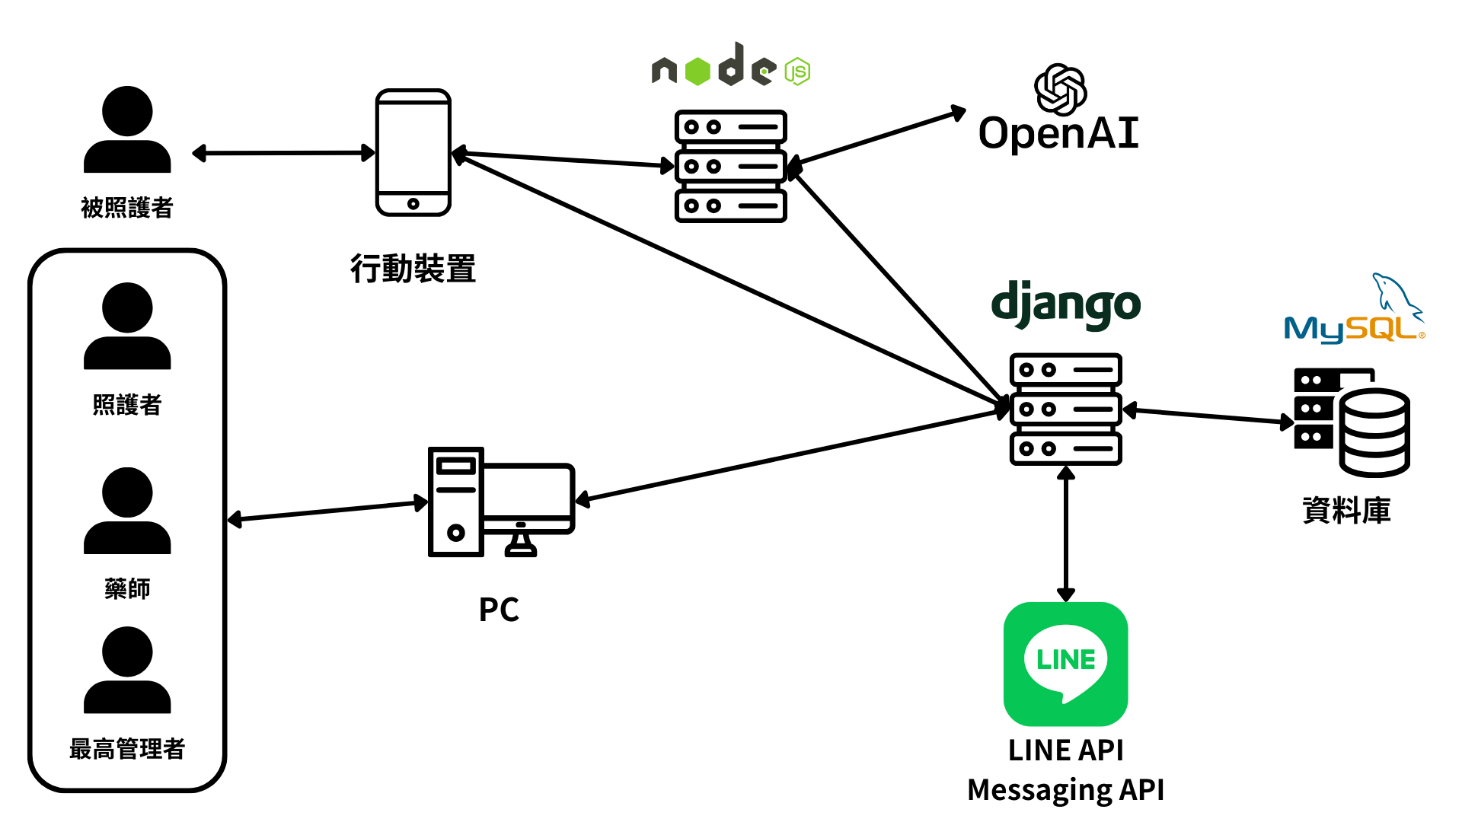 node
JS
OpenAI
被照護者
行動裝置
照護者
django
MySQL®
藥師
PC
資料庫
LINE
最高管理者
LINE API
Messaging API